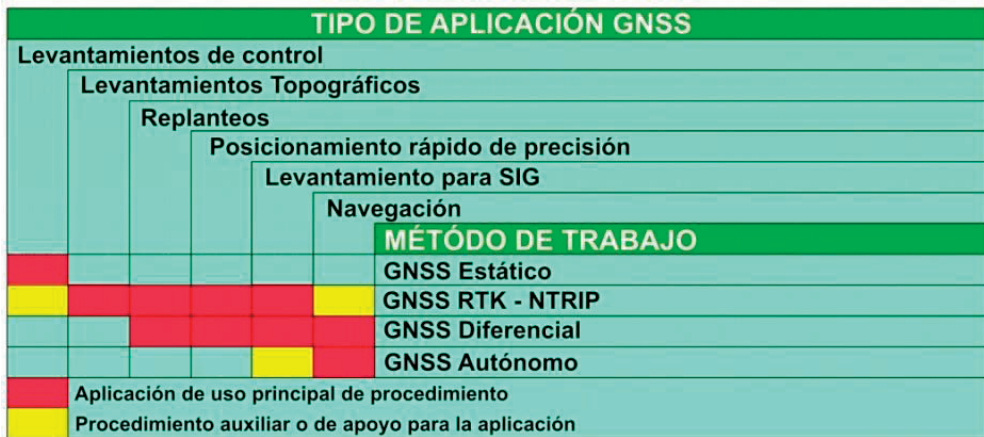 TIPO DE APLICACIÓN GNSS
Levantamientos de control
Levantamientos Topográficos
Replanteos
Posicionamiento rápido de precisión
Levantamiento para SIG
Navegación
MÉTÓDO DE TRABAJO
GNSS Estático
GNSS RTK - NTRIP
GNSS Diferencial
GNSS Autónomo
Aplicación de uso principal de procedimiento
Procedimiento auxiliar o de apoyo para la aplicación